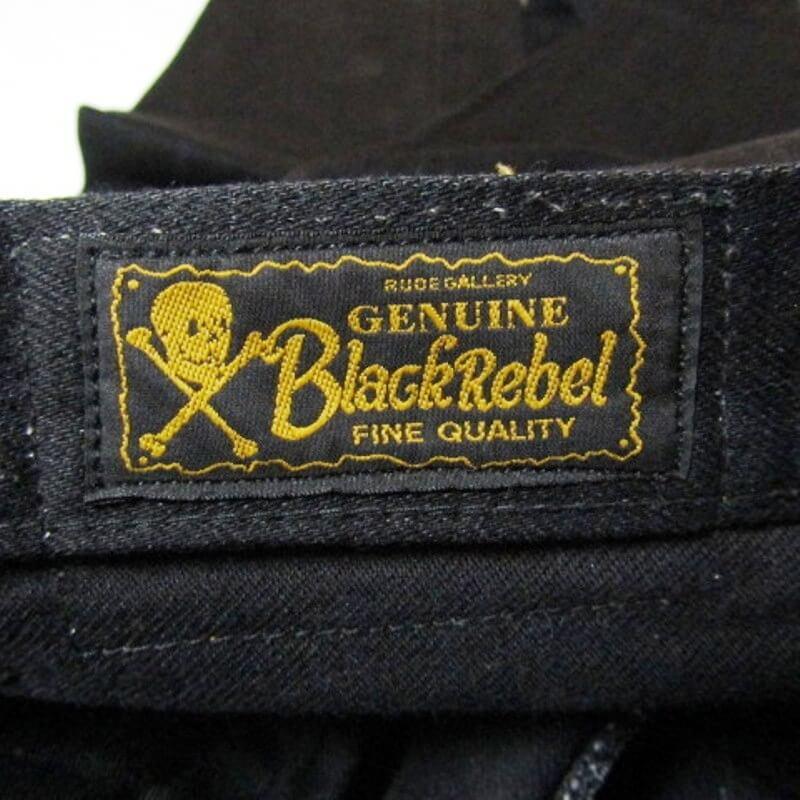 RUDE GALLERY
GENUINE
BlackRebel
FINE QUALITY